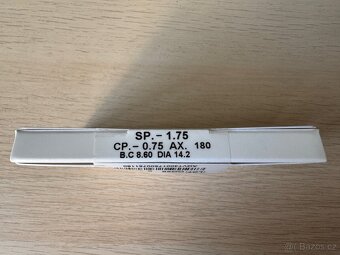 SP. - 1.75
CP. - 0.75 AX. 180
B.C 8.60 DIA 14.2
Bazos.cz